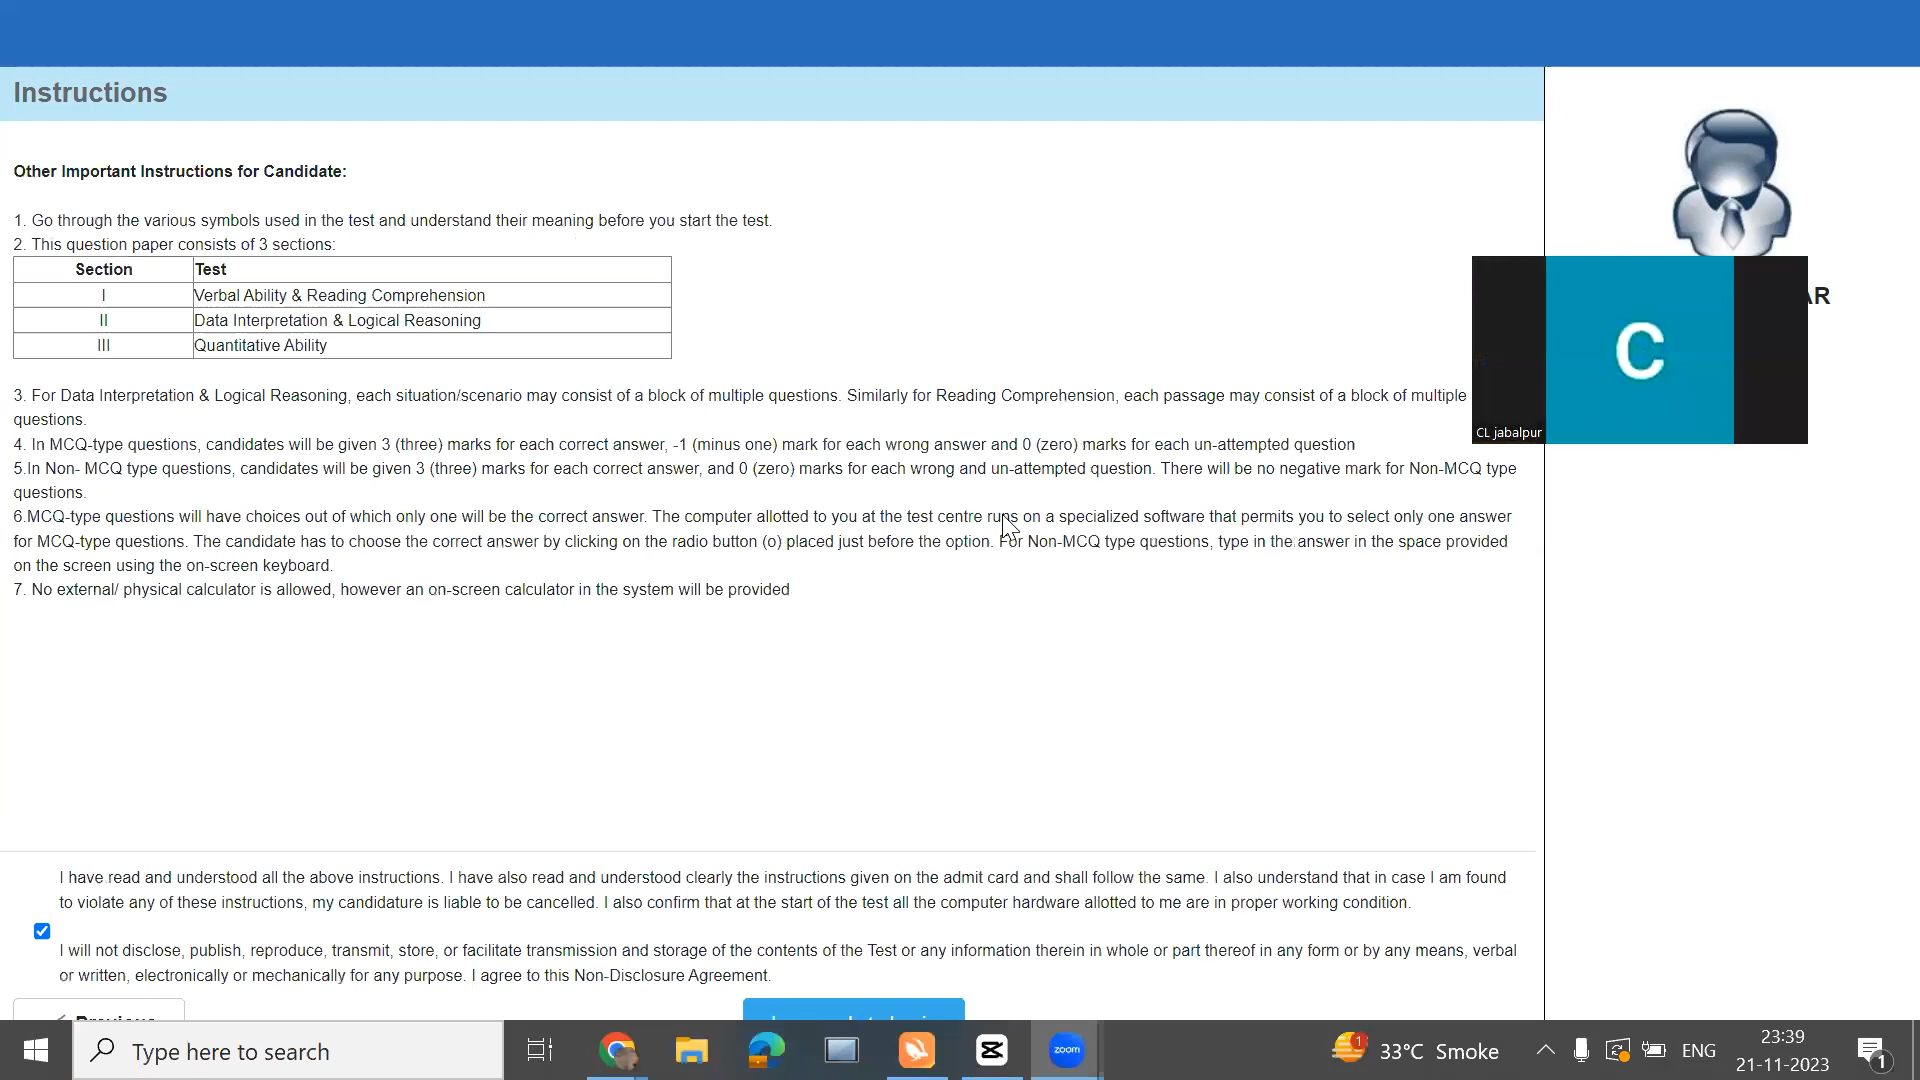 Instructions
Other Important Instructions for Candidate:
1. Go through the various symbols used in the test and understand their meaning before you start the test.
2. This question paper consists of 3 sections:
Section Test
I Verbal Ability & Reading Comprehension
II Data Interpretation & Logical Reasoning
III Quantitative Ability
AR
C
CL jabalpur
3. For Data Interpretation & Logical Reasoning, each situation/scenario may consist of a block of multiple questions. Similarly for Reading Comprehension, each passage may consist of a block of multiple
questions.
4. In MCQ-type questions, candidates will be given 3 (three) marks for each correct answer, -1 (minus one) mark for each wrong answer and 0 (zero) marks for each un-attempted question
5.In Non- MCQ type questions, candidates will be given 3 (three) marks for each correct answer, and 0 (zero) marks for each wrong and un-attempted question. There will be no negative mark for Non-MCQ type
questions.
6.MCQ-type questions will have choices out of which only one will be the correct answer. The computer allotted to you at the test centre runs on a specialized software that permits you to select only one answer
for MCQ-type questions. The candidate has to choose the correct answer by clicking on the radio button (o) placed just before the option. For Non-MCQ type questions, type in the answer in the space provided
on the screen using the on-screen keyboard.
7. No external/ physical calculator is allowed, however an on-screen calculator in the system will be provided
I have read and understood all the above instructions. I have also read and understood clearly the instructions given on the admit card and shall follow the same. I also understand that in case I am found
to violate any of these instructions, my candidature is liable to be cancelled. I also confirm that at the start of the test all the computer hardware allotted to me are in proper working condition.
I will not disclose, publish, reproduce, transmit, store, or facilitate transmission and storage of the contents of the Test or any information therein in whole or part thereof in any form or by any means, verbal
or written, electronically or mechanically for any purpose. I agree to this Non-Disclosure Agreement.
< Previous
Type here to search
zoom
1
33°C Smoke
ENG
23:39
21-11-2023
1